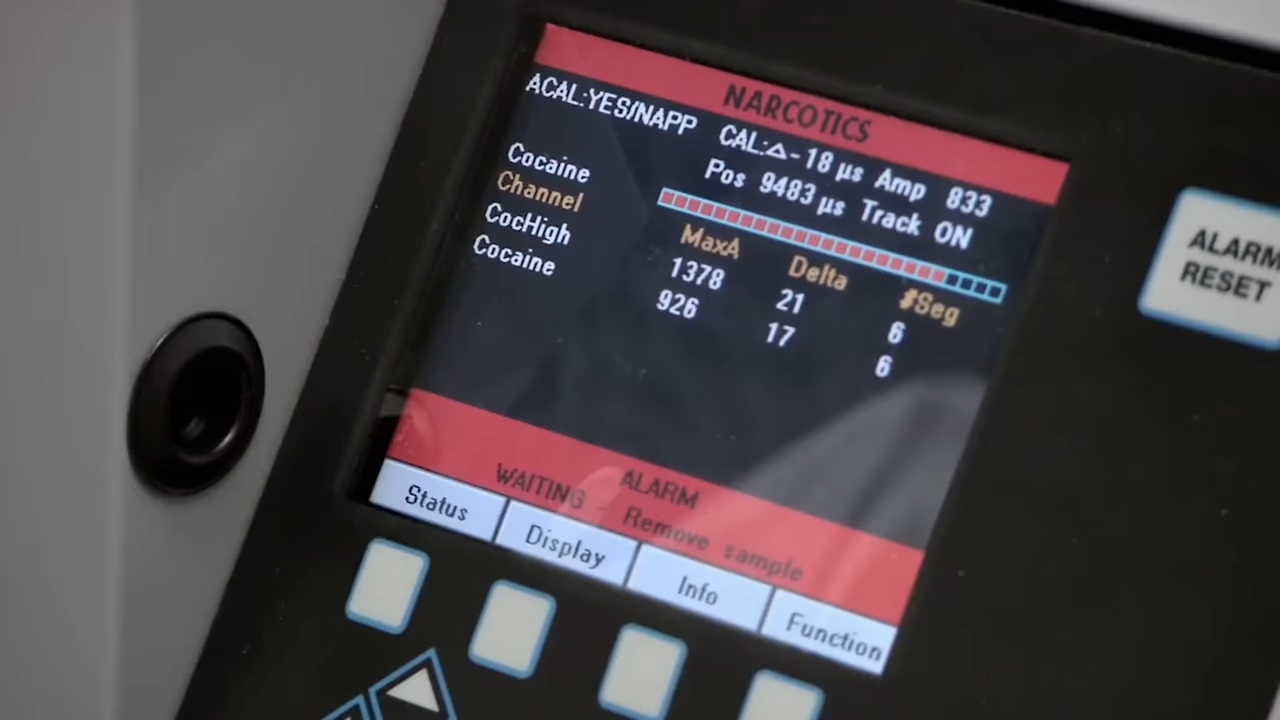 NARCOTICS
ACAL:YES/NAPP CAL:△-18 µs Amp 833
Pos 9483 µs Track ON
Cocaine
Channel MaxA Delta #Seg
CocHigh 1378 21 6
Cocaine 926 17 6
ALARM
WAITING Remove sample
Status Display Info Function
ALARM
RESET